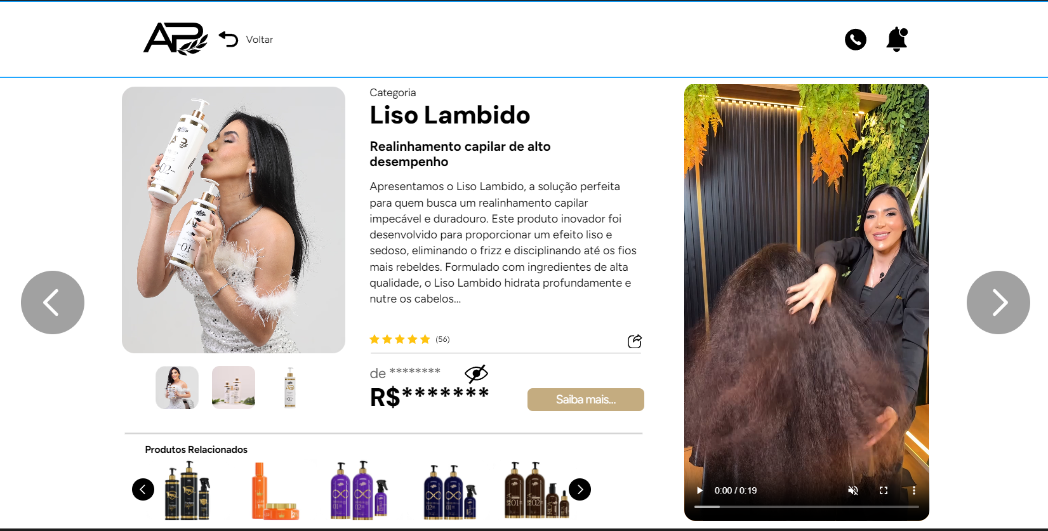 AP
Voltar
Categoria
Liso Lambido
Realinhamento capilar de alto
desempenho
Apresentamos o Liso Lambido, a solução perfeita
para quem busca um realinhamento capilar
impecável e duradouro. Este produto inovador foi
desenvolvido para proporcionar um efeito liso e
sedoso, eliminando o frizz e disciplinando até os fios
mais rebeldes. Formulado com ingredientes de alta
qualidade, o Liso Lambido hidrata profundamente e
nutre os cabelos...
(56)
de ********
R$*******
Saiba mais...
Produtos Relacionados
0:00 / 0:19